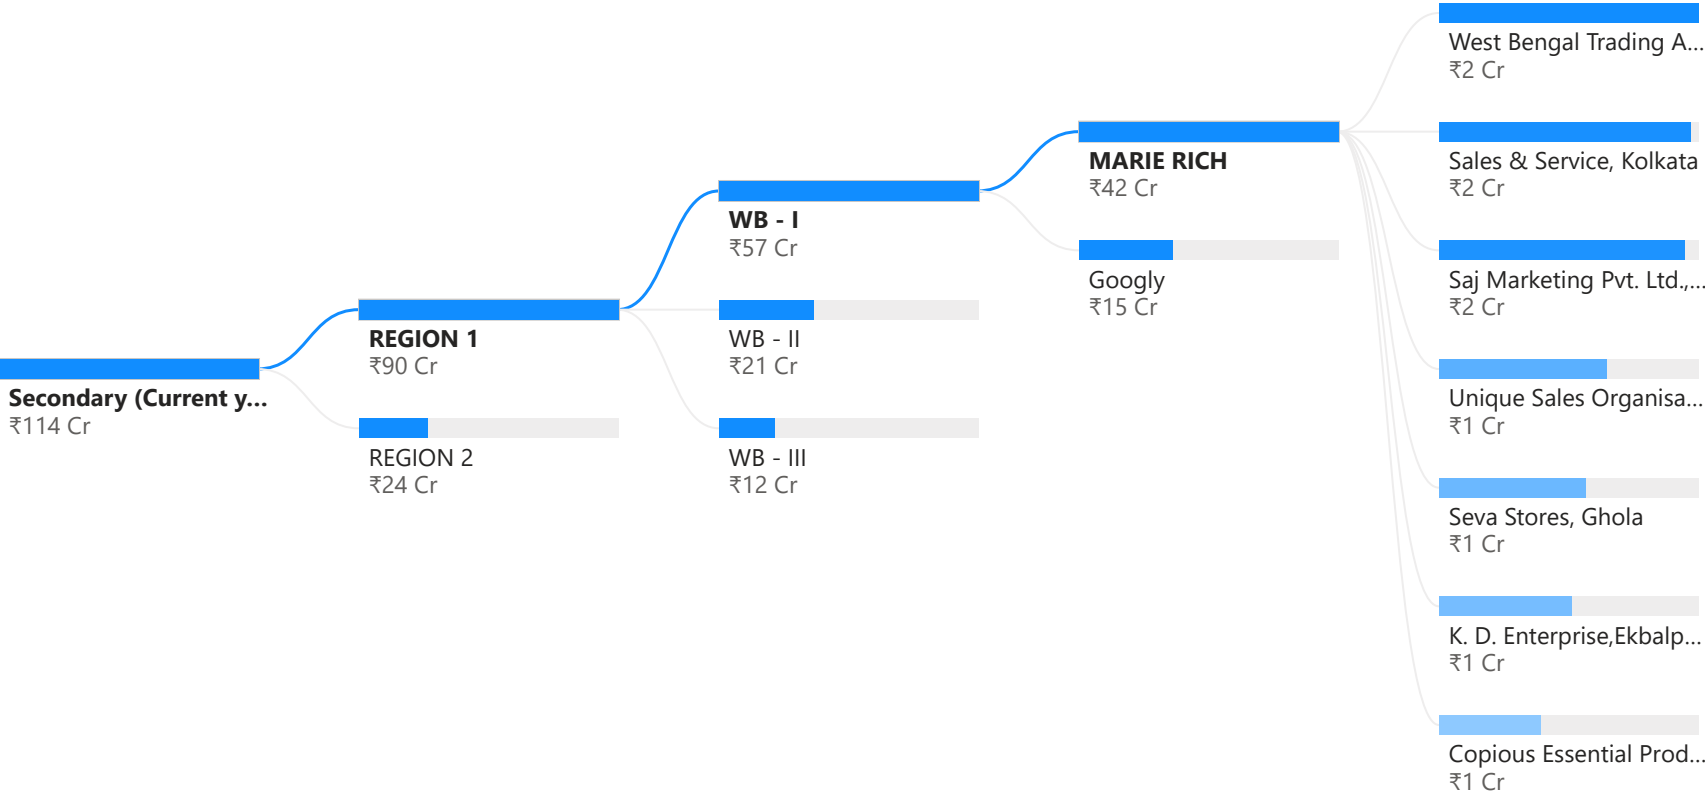 Secondary (Current y...
₹114 Cr
REGION 1
₹90 Cr
REGION 2
₹24 Cr
WB - I
₹57 Cr
WB - II
₹21 Cr
WB - III
₹12 Cr
MARIE RICH
₹42 Cr
Googly
₹15 Cr
West Bengal Trading A...
₹2 Cr
Sales & Service, Kolkata
₹2 Cr
Saj Marketing Pvt. Ltd.,...
₹2 Cr
Unique Sales Organisa...
₹1 Cr
Seva Stores, Ghola
₹1 Cr
K. D. Enterprise,Ekbalp...
₹1 Cr
Copious Essential Prod...
₹1 Cr